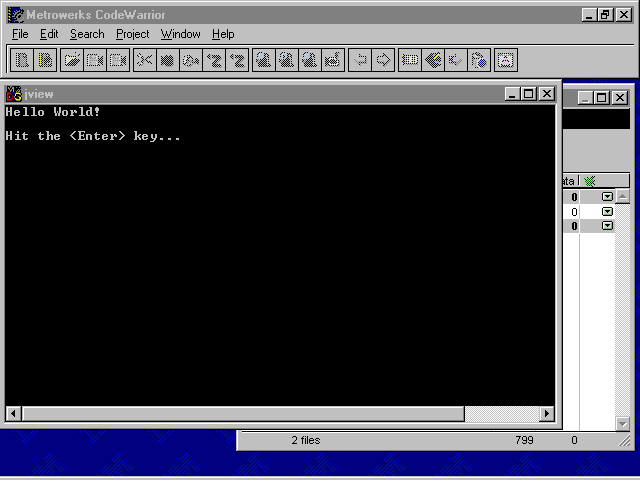 Metrowerks CodeWarrior
File Edit Search Project Window Help
jview
Hello World!
Hit the <Enter> key...
ata
0
0
0
2 files 799 0